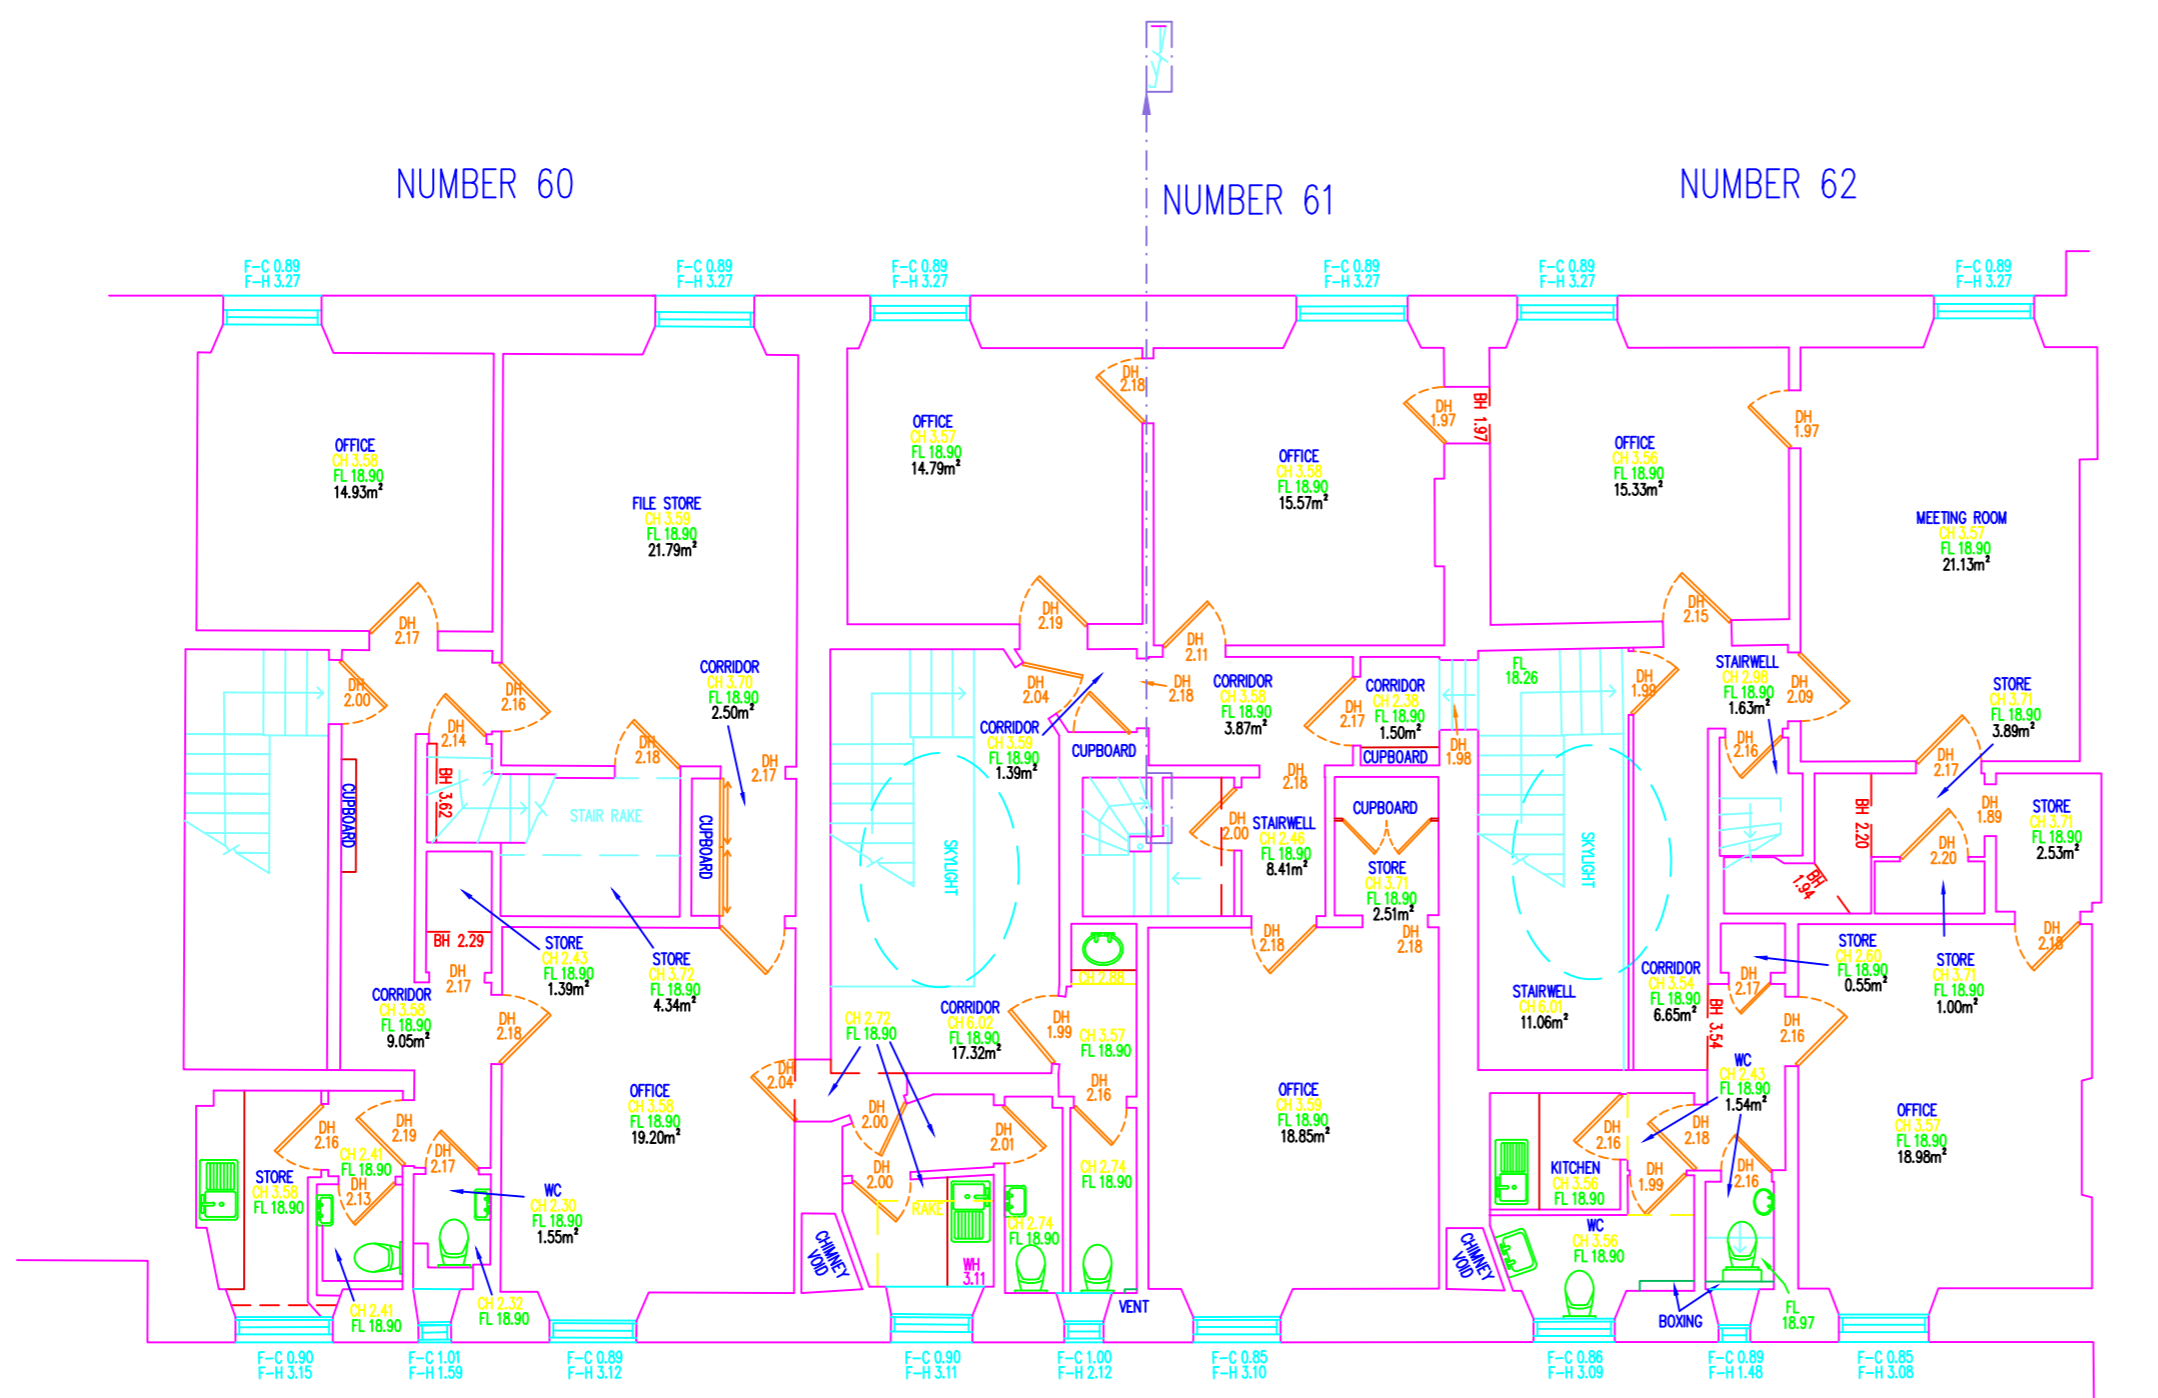 NUMBER 60
NUMBER 61
NUMBER 62
F-C 0.89
F-H 3.27
F-C 0.89
F-H 3.27
F-C 0.89
F-H 3.27
F-C 0.89
F-H 3.27
F-C 0.89
F-H 3.27
F-C 0.89
F-H 3.27
OFFICE
CH 3.58
FL 18.90
14.93m²
FILE STORE
CH 3.59
FL 18.90
21.79m²
OFFICE
CH 3.57
FL 18.90
14.79m²
DH
2.18
OFFICE
CH 3.58
FL 18.90
15.57m²
DH
1.97
BH 1.97
OFFICE
CH 3.56
FL 18.90
15.33m²
DH
1.97
MEETING ROOM
CH 3.57
FL 18.90
21.13m²
DH
2.17
DH
2.00
DH
2.16
DH
2.14
DH
2.18
CORRIDOR
CH 3.70
FL 18.90
2.50m²
DH
2.17
DH
2.19
DH
2.04
DH
2.18
DH
2.11
CORRIDOR
CH 3.58
FL 18.90
3.87m²
DH
2.17
CORRIDOR
CH 2.38
FL 18.90
1.50m²
CUPBOARD
FL
18.26
DH
1.98
DH
1.99
DH
2.15
STAIRWELL
CH 2.98
FL 18.90
1.63m²
DH
2.09
DH
2.16
STORE
CH 3.71
FL 18.90
3.89m²
DH
2.17
DH
1.89
STORE
CH 3.71
FL 18.90
2.53m²
CORRIDOR
CH 3.59
FL 18.90
1.39m²
CUPBOARD
BH 3.62
CUPBOARD
STAIR RAKE
CUPBOARD
SKYLIGHT
DH
2.18
DH
2.00
STAIRWELL
CH 2.46
FL 18.90
8.41m²
CUPBOARD
STORE
CH 3.71
FL 18.90
2.51m²
DH
2.18
DH
2.18
SKYLIGHT
BH 2.20
BH
1.94
DH
2.20
DH
2.18
BH 2.29
DH
2.17
STORE
CH 2.43
FL 18.90
1.39m²
STORE
CH 3.72
FL 18.90
4.34m²
CORRIDOR
CH 3.58
FL 18.90
9.05m²
DH
2.18
CH 2.88
CORRIDOR
CH 6.02
FL 18.90
17.32m²
DH
1.99
CH 3.57
FL 18.90
DH
2.16
CH 2.72
FL 18.90
STAIRWELL
CH 6.01
11.06m²
CORRIDOR
CH 3.54
FL 18.90
6.65m²
BH 3.54
DH
2.17
STORE
CH 2.60
FL 18.90
0.55m²
STORE
CH 3.71
FL 18.90
1.00m²
DH
2.16
OFFICE
CH 3.58
FL 18.90
19.20m²
DH
2.04
DH
2.00
DH
2.01
DH
2.00
OFFICE
CH 3.59
FL 18.85
18.85m²
WC
CH 2.43
FL 18.90
1.54m²
OFFICE
CH 3.57
FL 18.90
18.98m²
DH
2.16
DH
2.19
DH
2.17
CH 2.41
FL 18.90
DH
2.13
STORE
CH 3.58
FL 18.90
WC
CH 2.30
FL 18.90
1.55m²
RAKE
CH 2.74
FL 18.90
CH 2.74
FL 18.90
WH
3.11
CHIMNEY
VOID
DH
2.16
DH
2.18
KITCHEN
CH 3.56
FL 18.90
DH
1.99
DH
2.16
WC
CH 3.56
FL 18.90
CHIMNEY
VOID
CH 2.41
FL 18.90
CH 2.32
FL 18.90
VENT
BOXING
FL
18.97
F-C 0.90
F-H 3.15
F-C 1.01
F-H 1.59
F-C 0.89
F-H 3.12
F-C 0.90
F-H 3.11
F-C 1.00
F-H 2.12
F-C 0.85
F-H 3.10
F-C 0.86
F-H 3.09
F-C 0.89
F-H 1.48
F-C 0.85
F-H 3.08